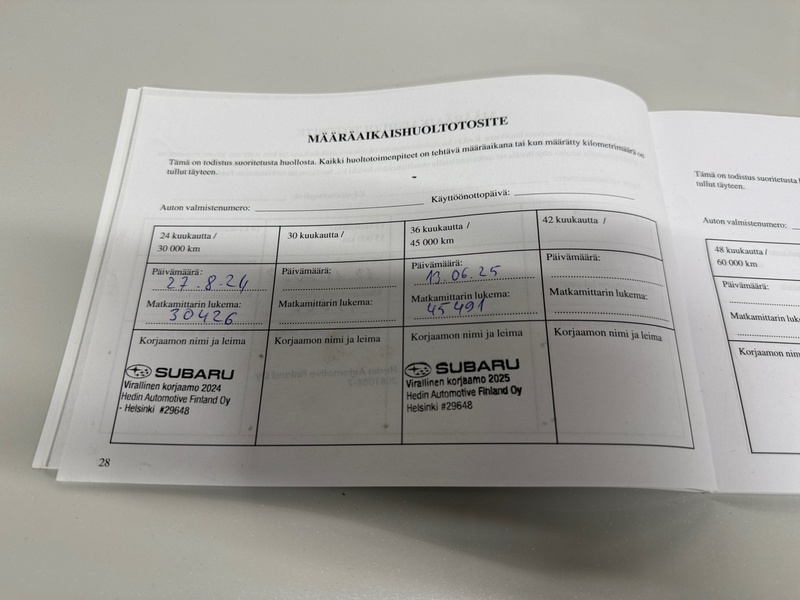 MÄÄRÄAIKAISHUOLTOTOSITE
Tämä on todistus suoritetusta huollosta. Kaikki huoltotoimenpiteet on tehtävä määräaikana tai kun määrätty kilometrimäärä on
tullut täyteen.
Auton valmistenumero: Käyttöönottopäivä:
24 kuukautta /
30 000 km
Päivämäärä:
27.8.24
Matkamittarin lukema:
30426
Korjaamon nimi ja leima
SUBARU
Virallinen korjaamo 2024
Hedin Automotive Finland Oy
- Helsinki #29648
30 kuukautta /
Päivämäärä:
Matkamittarin lukema:
Korjaamon nimi ja leima
36 kuukautta /
45 000 km
Päivämäärä:
13.06.25
Matkamittarin lukema:
45491
Korjaamon nimi ja leima
SUBARU
Virallinen korjaamo 2025
Hedin Automotive Finland Oy
Helsinki #29648
42 kuukautta /
Päivämäärä:
Matkamittarin lukema:
Korjaamon nimi ja leima
28
Tämä on todistus suoritetusta
tullut täyteen.
Auton valmistenumero:
48 kuukautta /
60 000 km
Päivämäärä:
Matkamittarin
Korjaamon